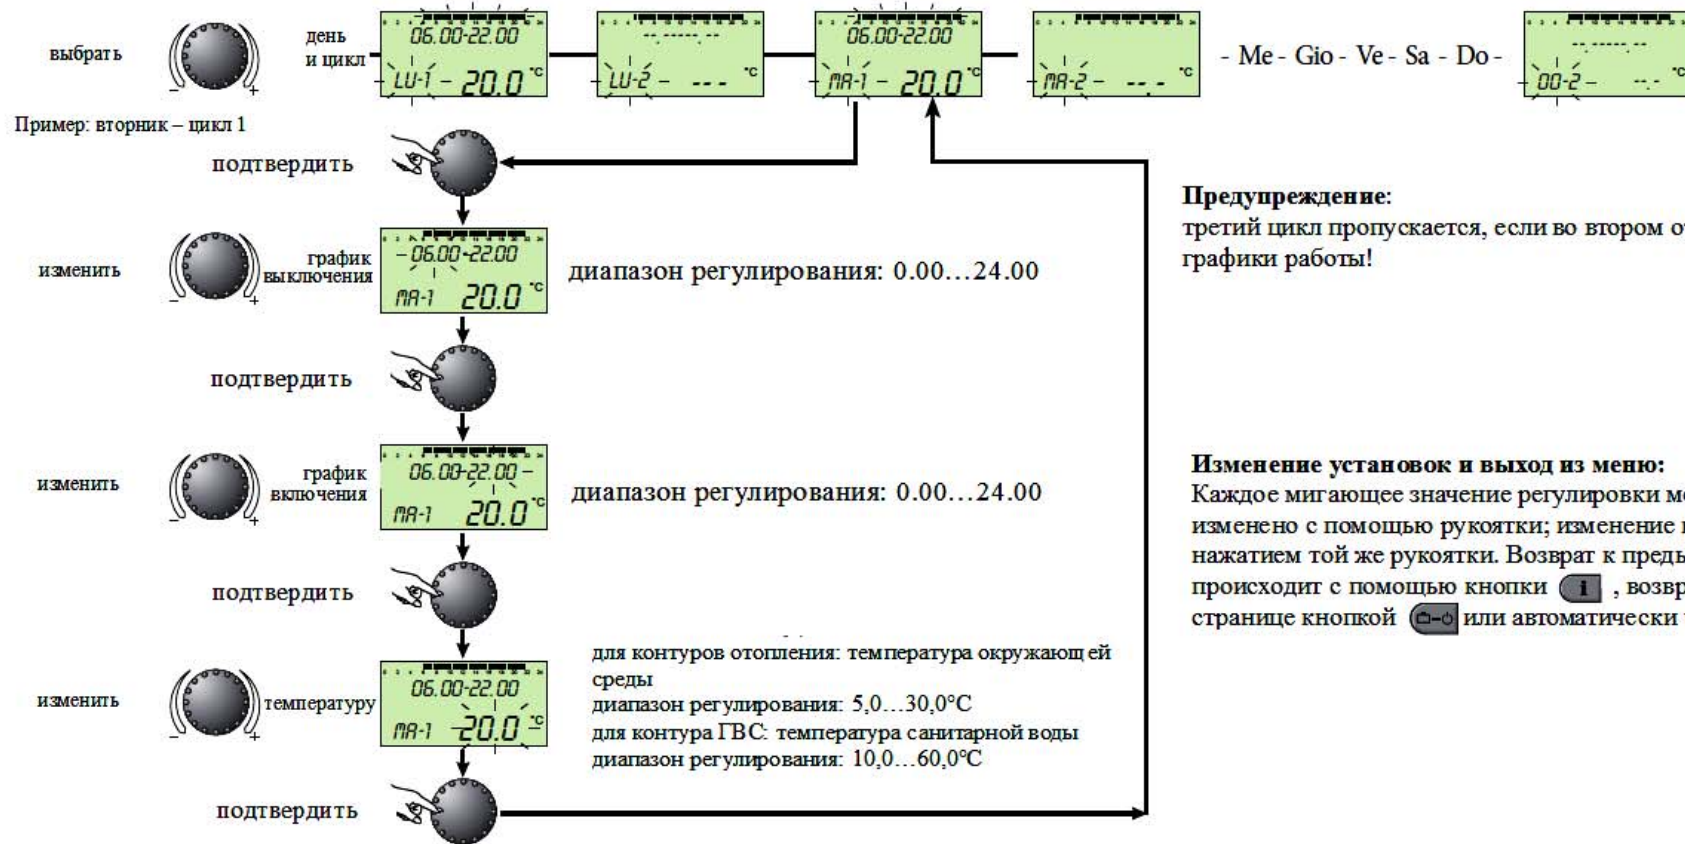 выбрать
день
и цикл
06.00-22.00
LU-1 20.0 °C
--.-----.--
LU-2 --- °C
06.00-22.00
MA-1 20.0 °C
MA-2 --.- °C
- Me - Gio - Ve - Sa - Do -
--.-----.--
DO-2 --.- °C
Пример: вторник – цикл 1
подтвердить
Предупреждение:
третий цикл пропускается, если во втором
графики работы!
изменить
график
выключения
06.00-22.00
MA-1 20.0 °C
диапазон регулирования: 0.00...24.00
подтвердить
изменить
график
включения
06.00-22.00
MA-1 20.0 °C
диапазон регулирования: 0.00...24.00
Изменение установок и выход из меню:
Каждое мигающее значение регулировки
изменено с помощью рукоятки; изменение
нажатием той же рукоятки. Возврат к
происходит с помощью кнопки i ,
странице кнопкой или автоматически
подтвердить
изменить
температуру
06.00-22.00
MA-1 20.0 °C
для контуров отопления: температура окружающей
среды
диапазон регулирования: 5,0...30,0°C
для контура ГВС: температура санитарной воды
диапазон регулирования: 10,0...60,0°C
подтвердить